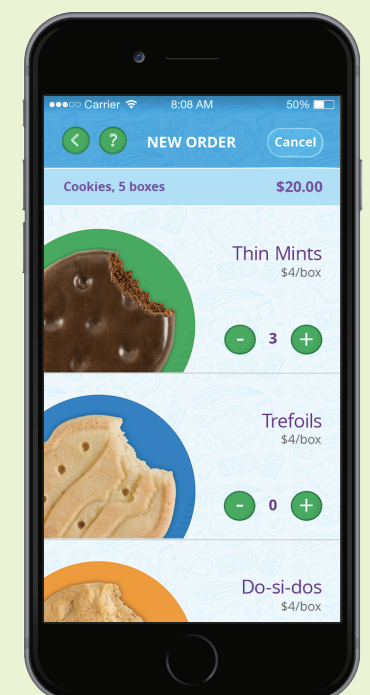 Carrier 8:08 AM 50%
< ? NEW ORDER Cancel
Cookies, 5 boxes $20.00
Thin Mints
$4/box
- 3 +
Trefoils
$4/box
- 0 +
Do-si-dos
$4/box